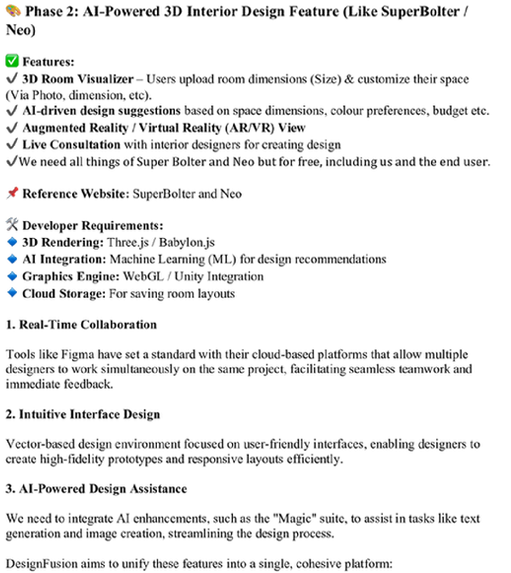 🎨 Phase 2: AI-Powered 3D Interior Design Feature (Like SuperBolter /
Neo)
✅ Features:
✔ 3D Room Visualizer – Users upload room dimensions (Size) & customize their space
(Via Photo, dimension, etc).
✔ AI-driven design suggestions based on space dimensions, colour preferences, budget etc.
✔ Augmented Reality / Virtual Reality (AR/VR) View
✔ Live Consultation with interior designers for creating design
✔We need all things of Super Bolter and Neo but for free, including us and the end user.
📌 Reference Website: SuperBolter and Neo
🛠 Developer Requirements:
🔹 3D Rendering: Three.js / Babylon.js
🔹 AI Integration: Machine Learning (ML) for design recommendations
🔹 Graphics Engine: WebGL / Unity Integration
🔹 Cloud Storage: For saving room layouts
1. Real-Time Collaboration
Tools like Figma have set a standard with their cloud-based platforms that allow multiple
designers to work simultaneously on the same project, facilitating seamless teamwork and
immediate feedback.
2. Intuitive Interface Design
Vector-based design environment focused on user-friendly interfaces, enabling designers to
create high-fidelity prototypes and responsive layouts efficiently.
3. AI-Powered Design Assistance
We need to integrate AI enhancements, such as the "Magic" suite, to assist in tasks like text
generation and image creation, streamlining the design process.
DesignFusion aims to unify these features into a single, cohesive platform: